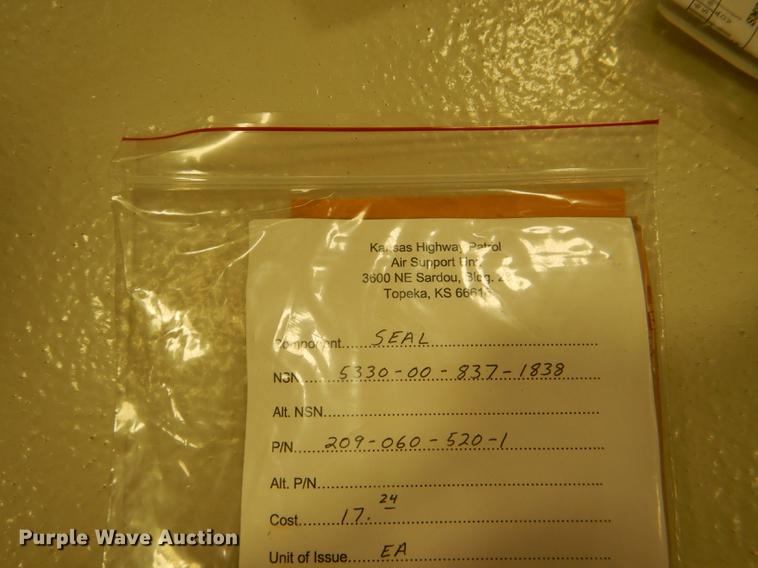 Kansas Highway Patrol
Air Support Unit
3600 NE Sardou, Bldg.
Topeka, KS
Component......SEAL
NSN......5330-00-837-1838
Alt. NSN......
P/N......209-060-520-1
Alt. P/N......
Cost......17.24
Unit of Issue......EA
Purple Wave Auction